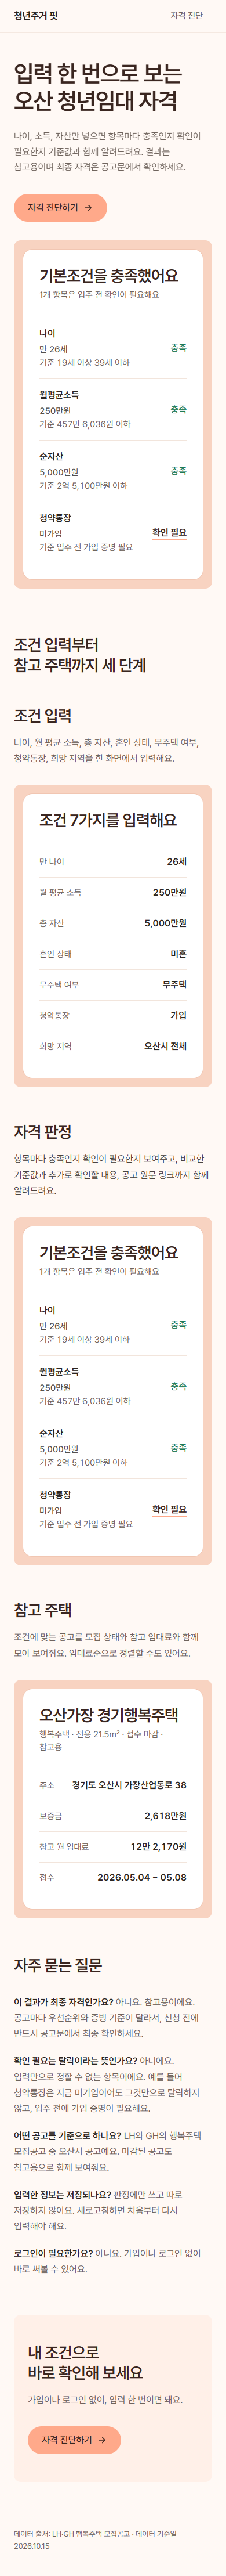 청년주거 핏
자격 진단
입력 한 번으로 보는
오산 청년임대 자격
나이, 소득, 자산만 넣으면 항목마다 충족인지 확인이
필요한지 기준값과 함께 알려드려요. 결과는
참고용이며 최종 자격은 공고문에서 확인하세요.
자격 진단하기 →
기본조건을 충족했어요
1개 항목은 입주 전 확인이 필요해요
나이
만 26세
충족
기준 19세 이상 39세 이하
월평균소득
250만원
충족
기준 457만 6,036원 이하
순자산
5,000만원
충족
기준 2억 5,100만원 이하
청약통장
미가입
확인 필요
기준 입주 전 가입 증명 필요
조건 입력부터
참고 주택까지 세 단계
조건 입력
나이, 월 평균 소득, 총 자산, 혼인 상태, 무주택 여부,
청약통장, 희망 지역을 한 화면에서 입력해요.
조건 7가지를 입력해요
만 나이 26세
월 평균 소득 250만원
총 자산 5,000만원
혼인 상태 미혼
무주택 여부 무주택
청약통장 가입
희망 지역 오산시 전체
자격 판정
항목마다 충족인지 확인이 필요한지 보여주고, 비교한
기준값과 추가로 확인할 내용, 공고 원문 링크까지 함께
알려드려요.
기본조건을 충족했어요
1개 항목은 입주 전 확인이 필요해요
나이
만 26세
충족
기준 19세 이상 39세 이하
월평균소득
250만원
충족
기준 457만 6,036원 이하
순자산
5,000만원
충족
기준 2억 5,100만원 이하
청약통장
미가입
확인 필요
기준 입주 전 가입 증명 필요
참고 주택
조건에 맞는 공고를 모집 상태와 참고 임대료와 함께
모아 보여줘요. 임대료순으로 정렬할 수도 있어요.
오산가장 경기행복주택
행복주택 · 전용 21.5m² · 접수 마감 ·
참고용
주소 경기도 오산시 가장산업동로 38
보증금 2,618만원
참고 월 임대료 12만 2,170원
접수 2026.05.04 ~ 05.08
자주 묻는 질문
이 결과가 최종 자격인가요? 아니요. 참고용이에요.
공고마다 우선순위와 증빙 기준이 달라서, 신청 전에
반드시 공고문에서 최종 확인하세요.
확인 필요는 탈락이라는 뜻인가요? 아니에요.
입력만으로 정할 수 없는 항목이에요. 예를 들어
청약통장은 지금 미가입이어도 그것만으로 탈락하지
않고, 입주 전에 가입 증명이 필요해요.
어떤 공고를 기준으로 하나요? LH와 GH의 행복주택
모집공고 중 오산시 공고예요. 마감된 공고도
참고용으로 함께 보여줘요.
입력한 정보는 저장되나요? 판정에만 쓰고 따로
저장하지 않아요. 새로고침하면 처음부터 다시
입력해야 해요.
로그인이 필요한가요? 아니요. 가입이나 로그인 없이
바로 써볼 수 있어요.
내 조건으로
바로 확인해 보세요
가입이나 로그인 없이, 입력 한 번이면 돼요.
자격 진단하기 →
데이터 출처: LH·GH 행복주택 모집공고 · 데이터 기준일
2026.10.15